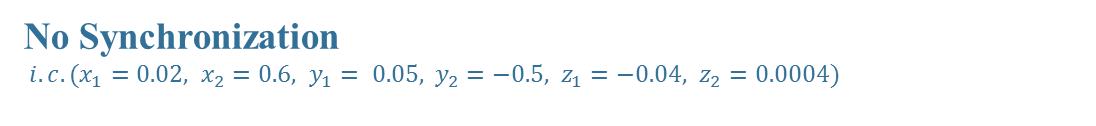 No Synchronization
i.c.(x₁ = 0.02, x₂ = 0.6, y₁ = 0.05, y₂ = −0.5, z₁ = −0.04, z₂ = 0.0004)